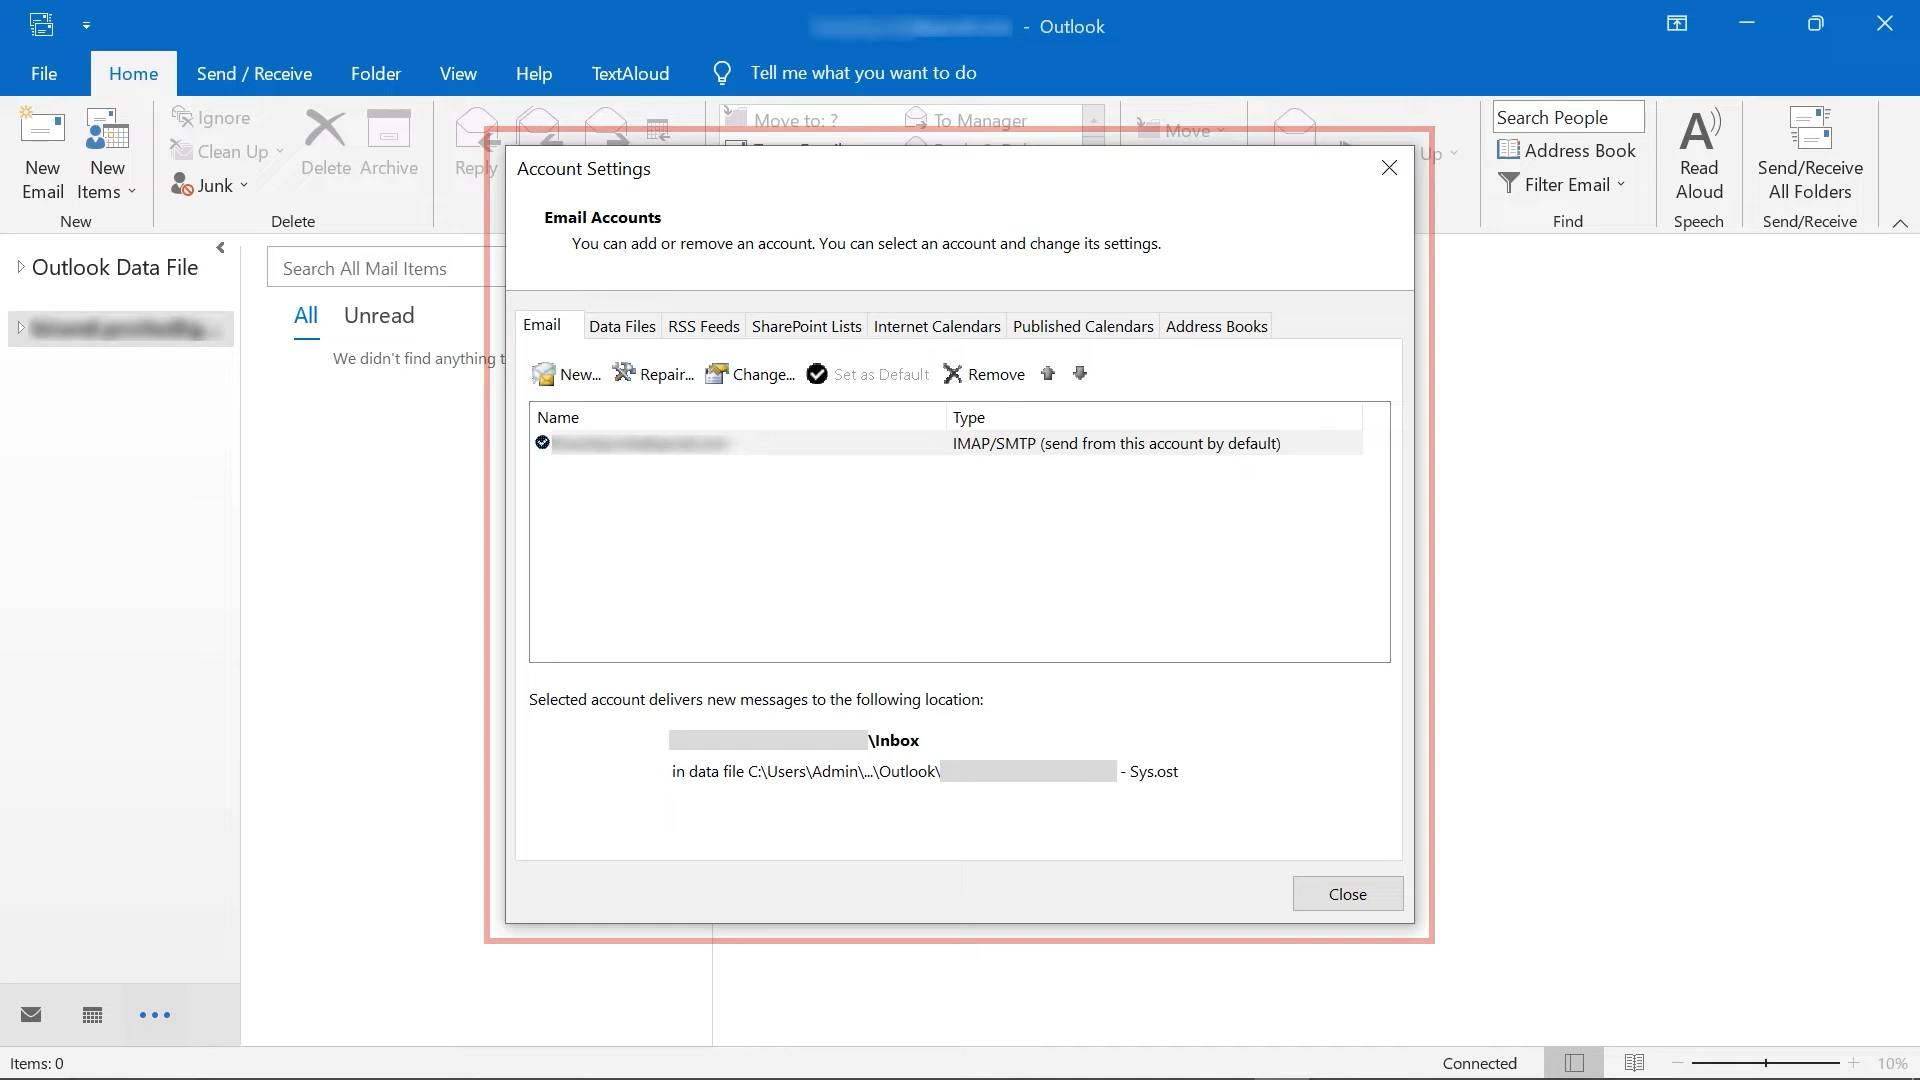 - Outlook
File Home Send / Receive Folder View Help TextAloud Tell me what you want to do
New Email
New Items
Ignore
Clean Up
Junk
Delete
Archive
Reply
Move to: ?
To Manager
Move
Up
Search People
Address Book
Filter Email
Read Aloud
Send/Receive All Folders
New
Delete
Find
Speech
Send/Receive
Outlook Data File
Search All Mail Items
All Unread
We didn't find anything
Account Settings
Email Accounts
You can add or remove an account. You can select an account and change its settings.
Email Data Files RSS Feeds SharePoint Lists Internet Calendars Published Calendars Address Books
New... Repair... Change... Set as Default Remove
Name Type
IMAP/SMTP (send from this account by default)
Selected account delivers new messages to the following location:
\Inbox
in data file C:\Users\Admin\...\Outlook\ - Sys.ost
Close
Items: 0
Connected
10%